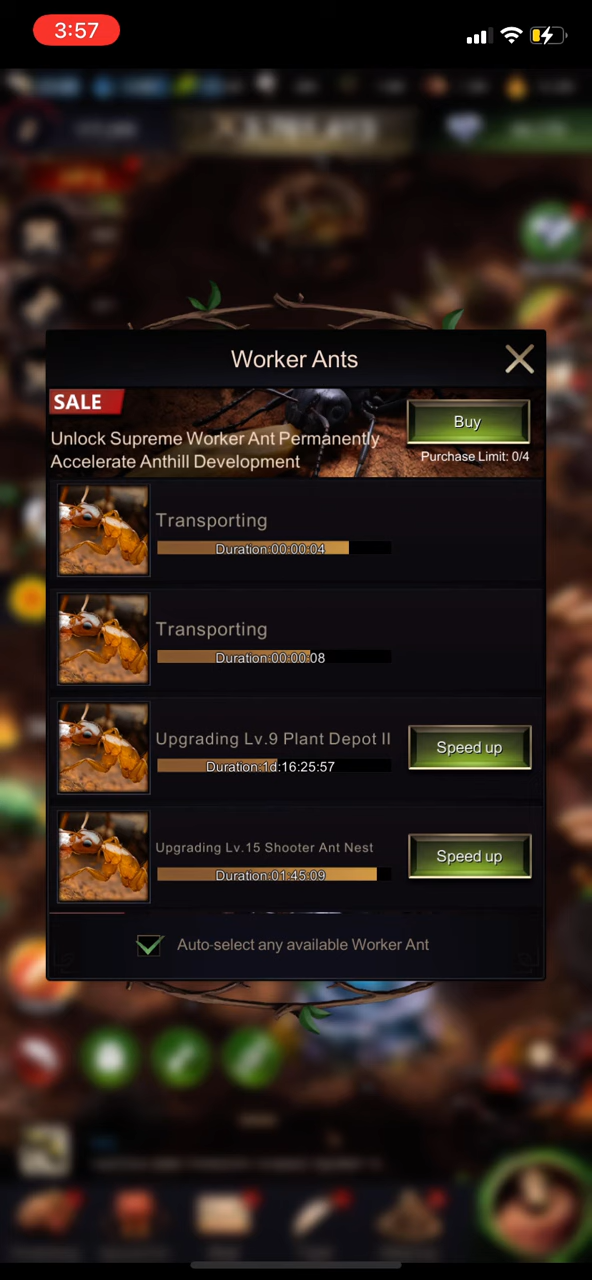 3:57
Worker Ants
SALE
Unlock Supreme Worker Ant Permanently
Accelerate Anthill Development
Buy
Purchase Limit: 0/4
Transporting
Duration:00:00:04
Transporting
Duration:00:00:08
Upgrading Lv.9 Plant Depot II
Duration:1d:16:25:57
Speed up
Upgrading Lv.15 Shooter Ant Nest
Duration:01:45:09
Speed up
Auto-select any available Worker Ant